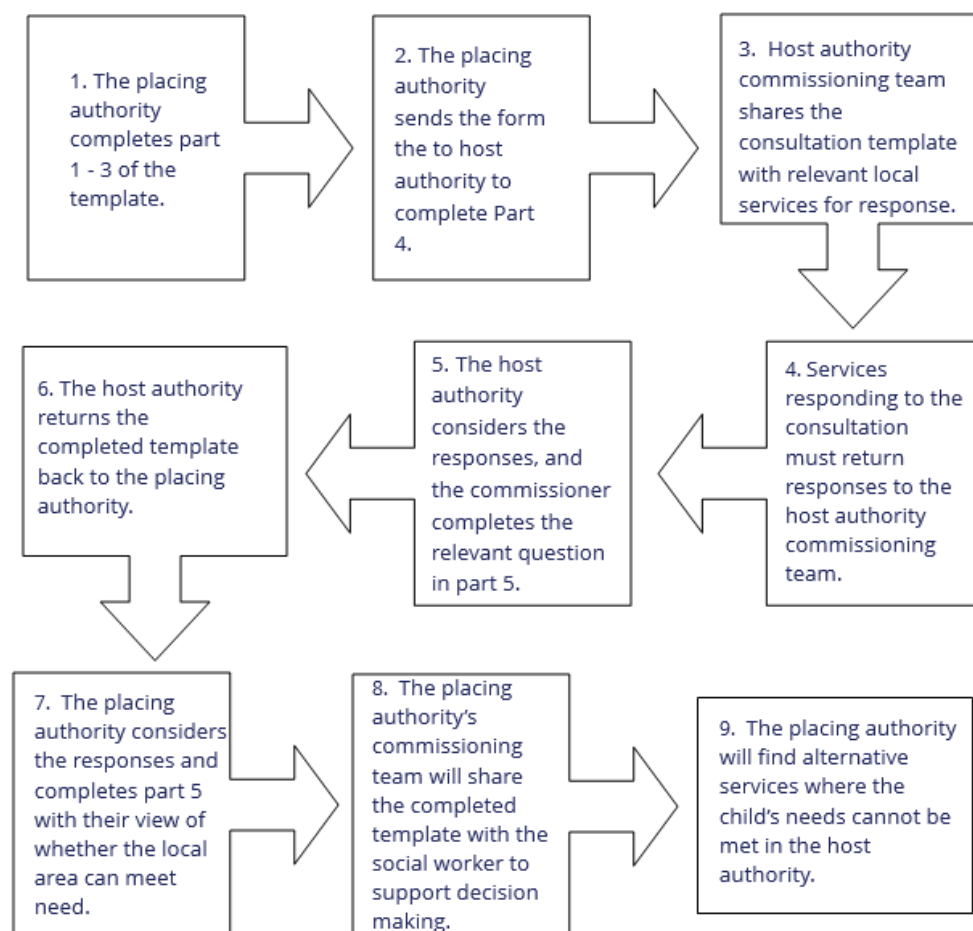 1. The placing
authority
completes part
1 - 3 of the
template.
2. The placing
authority
sends the form
the to host
authority to
complete Part
4.
3. Host authority
commissioning team
shares the
consultation template
with relevant local
services for response.
4. Services
responding to the
consultation
must return
responses to the
host authority
commissioning
team.
5. The host
authority
considers the
responses, and
the commissioner
completes the
relevant question
in part 5.
6. The host authority
returns the
completed template
back to the placing
authority.
7. The placing
authority considers
the responses and
completes part 5
with their view of
whether the local
area can meet
need.
8. The placing
authority’s
commissioning
team will share
the completed
template with the
social worker to
support decision
making.
9. The placing authority
will find alternative
services where the
child’s needs cannot be
met in the host
authority.